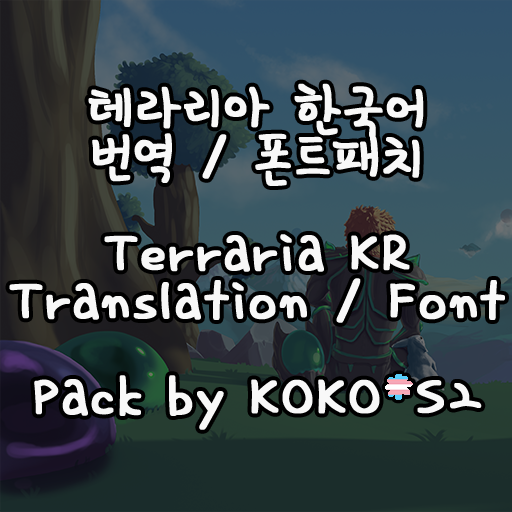 테라리아 한국어
번역 / 폰트패치
Terraria KR
Translation / Font
Pack by KOKO*S2